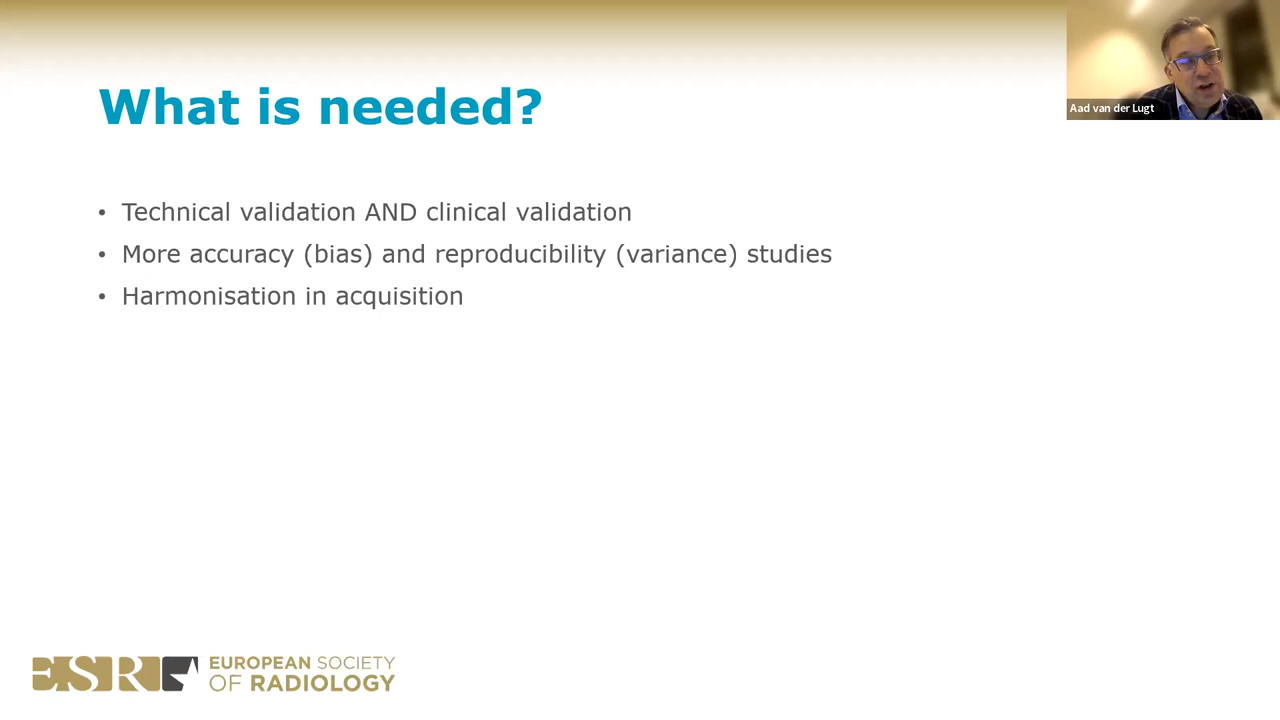 What is needed?
Aad van der Lugt
• Technical validation AND clinical validation
• More accuracy (bias) and reproducibility (variance) studies
• Harmonisation in acquisition
ESR
EUROPEAN SOCIETY
OF RADIOLOGY